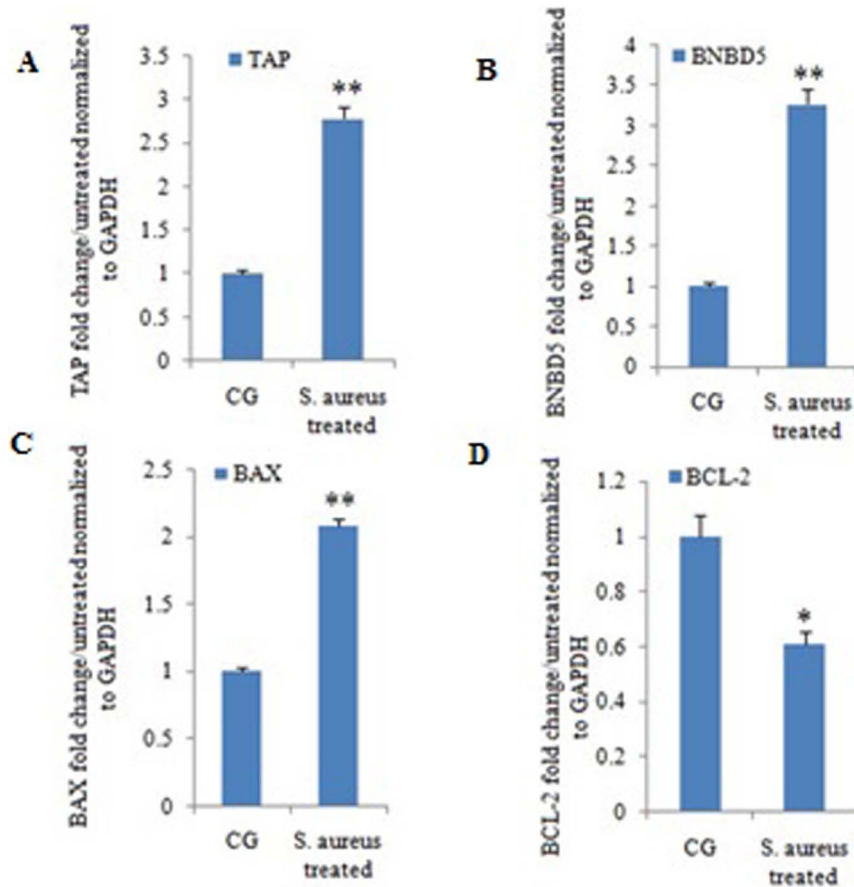 A
TAP fold change/untreated normalized
to GAPDH
3.5
3
2.5
2
1.5
1
0.5
0
TAP
**
CG
S. aureus
treated
B
BNBD5 fold change/untreated normalized
to GAPDH
4
3.5
3
2.5
2
1.5
1
0.5
0
BNBD5
**
CG
S. aureus
treated
C
BAX fold change/untreated normalized
to GAPDH
2.5
2
1.5
1
0.5
0
BAX
**
CG
S. aureus
treated
D
BCL-2 fold change/untreated normalized
to GAPDH
1.2
1
0.8
0.6
0.4
0.2
0
BCL-2
*
CG
S. aureus
treated